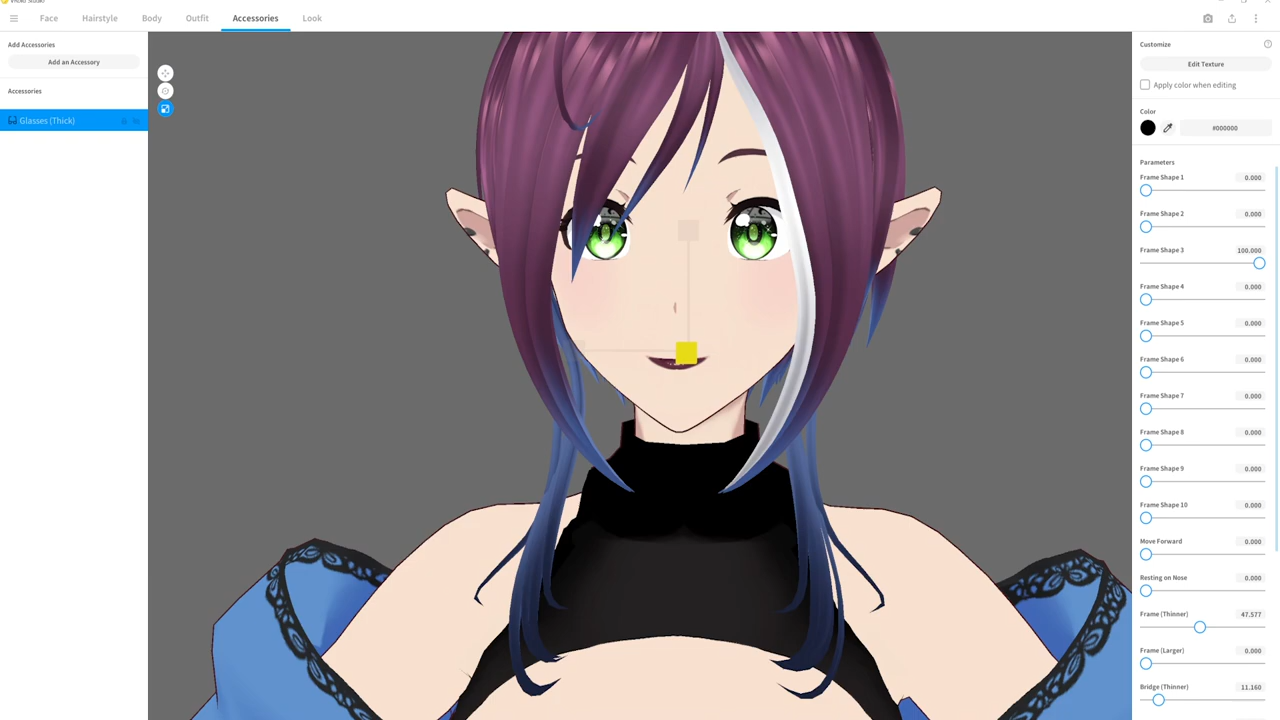 Face Hairstyle Body Outfit Accessories Look
Add Accessories
Add an Accessory
Accessories
Glasses (Thick)
Customize
Edit Texture
Apply color when editing
Color
#000000
Parameters
Frame Shape 1 0.000
Frame Shape 2 0.000
Frame Shape 3 100.000
Frame Shape 4 0.000
Frame Shape 5 0.000
Frame Shape 6 0.000
Frame Shape 7 0.000
Frame Shape 8 0.000
Frame Shape 9 0.000
Frame Shape 10 0.000
Move Forward 0.000
Resting on Nose 0.000
Frame (Thinner) 47.577
Frame (Larger) 0.000
Bridge (Thinner) 11.160